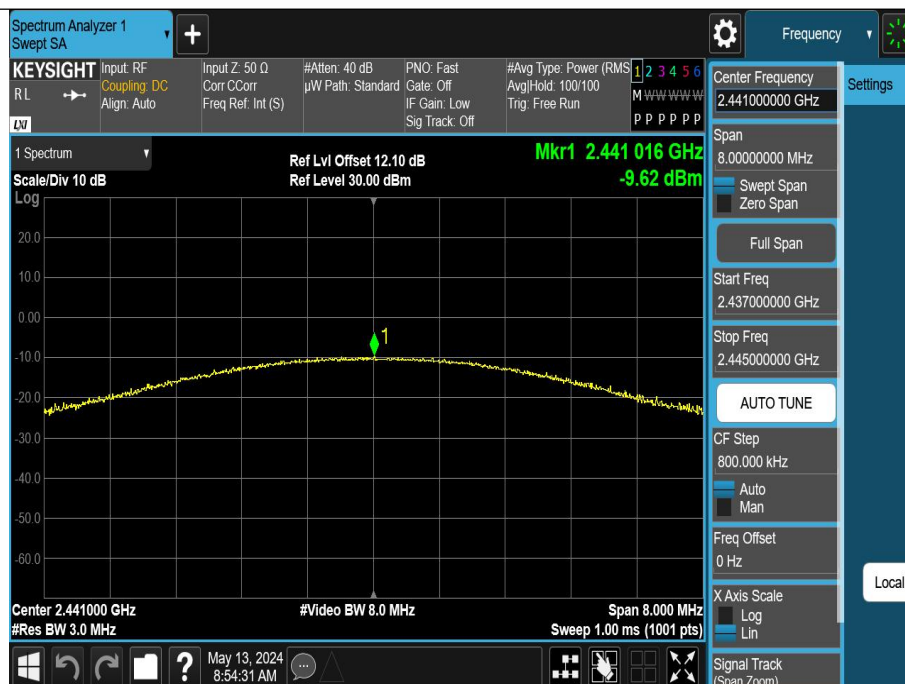 Spectrum Analyzer 1
Swept SA
Frequency
KEYSIGHT
RL
LXI
Input: RF
Coupling: DC
Align: Auto
Input Z: 50 Ω
Corr CCorr
Freq Ref: Int (S)
#Atten: 40 dB
µW Path: Standard
PNO: Fast
Gate: Off
IF Gain: Low
Sig Track: Off
#Avg Type: Power (RMS
Avg|Hold: 100/100
Trig: Free Run
1 2 3 4 5 6
M W W W W W
P P P P P P
1 Spectrum
Scale/Div 10 dB
Log
Ref Lvl Offset 12.10 dB
Ref Level 30.00 dBm
Mkr1 2.441 016 GHz
-9.62 dBm
20.0
10.0
0.00
1
-10.0
-20.0
-30.0
-40.0
-50.0
-60.0
Center 2.441000 GHz
#Res BW 3.0 MHz
#Video BW 8.0 MHz
Span 8.000 MHz
Sweep 1.00 ms (1001 pts)
Center Frequency
2.441000000 GHz
Settings
Span
8.00000000 MHz
Swept Span
Zero Span
Full Span
Start Freq
2.437000000 GHz
Stop Freq
2.445000000 GHz
AUTO TUNE
CF Step
800.000 kHz
Auto
Man
Freq Offset
0 Hz
Local
X Axis Scale
Log
Lin
Signal Track
(Span Zoom)
?
May 13, 2024
8:54:31 AM